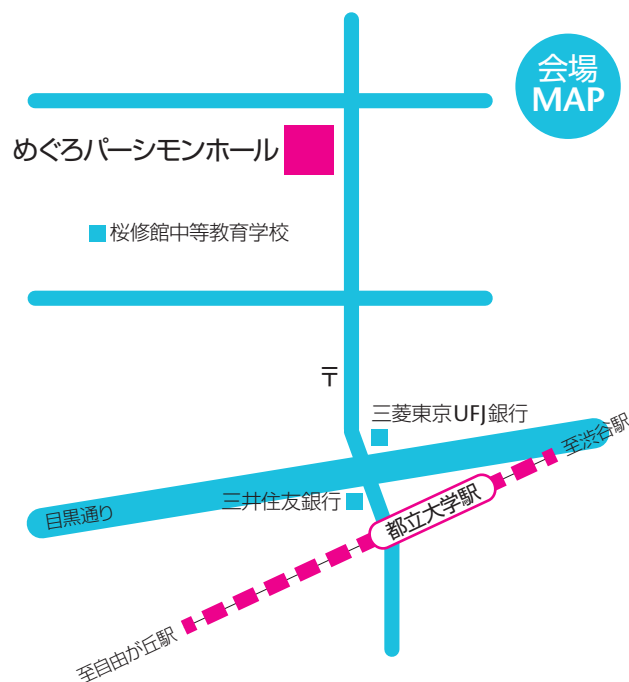 会場
MAP
めぐろパーシモンホール
桜修館中等教育学校
〒
三菱東京UFJ銀行
至渋谷駅
三井住友銀行
目黒通り
都立大学駅
至自由が丘駅